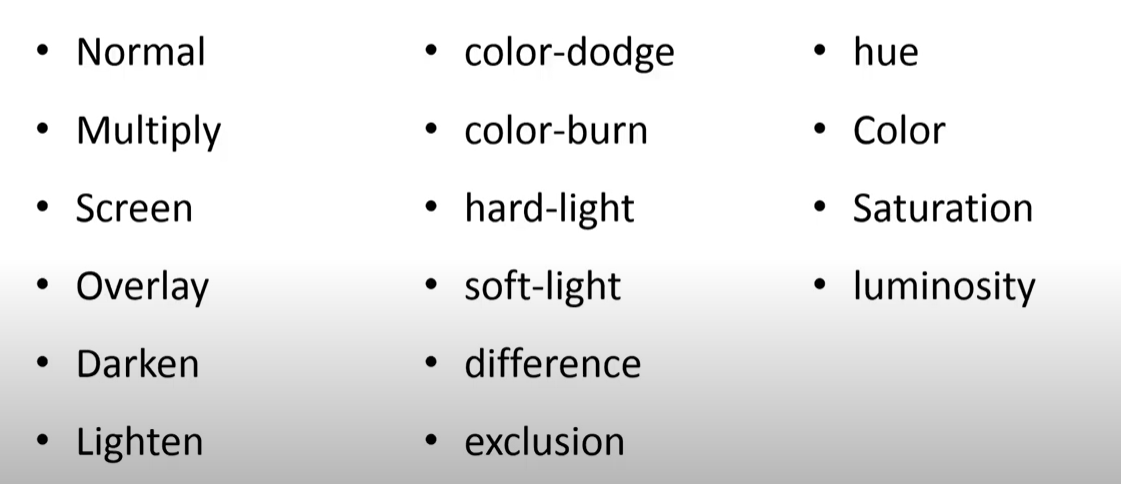 • Normal
• Multiply
• Screen
• Overlay
• Darken
• Lighten
• color-dodge
• color-burn
• hard-light
• soft-light
• difference
• exclusion
• hue
• Color
• Saturation
• luminosity